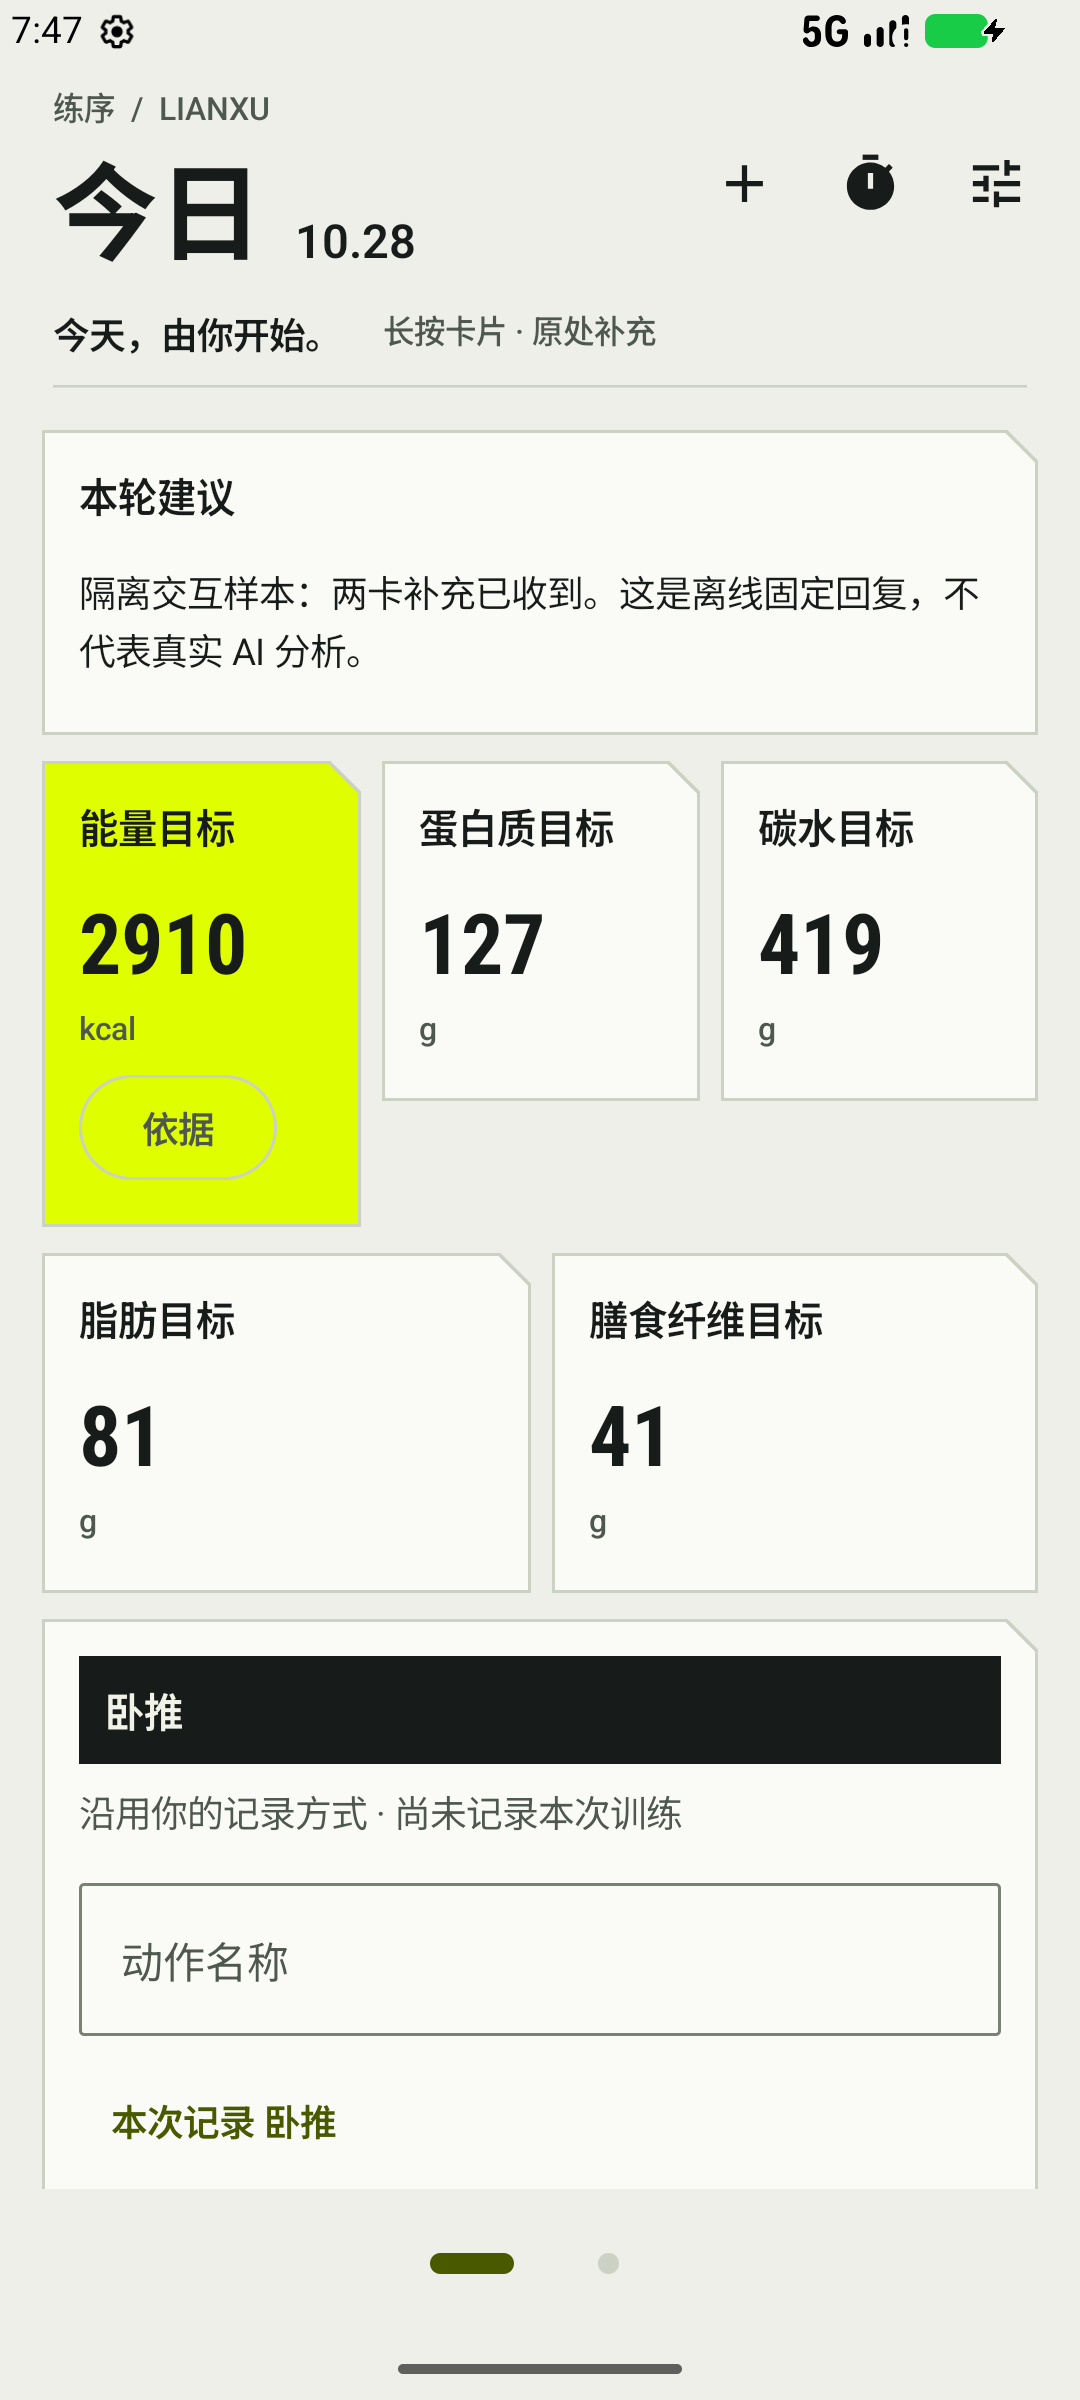 7:47
5G
练序 / LIANXU
今日 10.28
今天，由你开始。 长按卡片 · 原处补充
本轮建议
隔离交互样本：两卡补充已收到。这是离线固定回复，不
代表真实 AI 分析。
能量目标
2910
kcal
依据
蛋白质目标
127
g
碳水目标
419
g
脂肪目标
81
g
膳食纤维目标
41
g
卧推
沿用你的记录方式 · 尚未记录本次训练
动作名称
本次记录 卧推